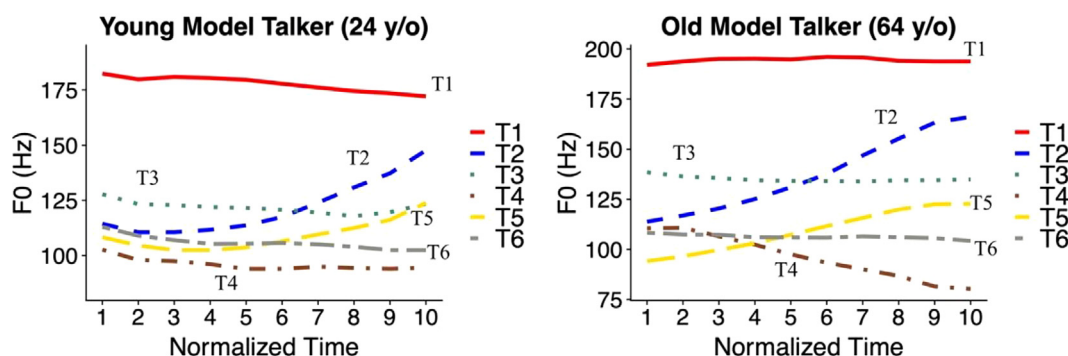 Young Model Talker (24 y/o)
F0 (Hz)
175
150
125
100
T1
T2
T3
T4
T5
T6
1 2 3 4 5 6 7 8 9 10
Normalized Time
T1
T2
T3
T4
T5
T6
Old Model Talker (64 y/o)
F0 (Hz)
200
175
150
125
100
75
T1
T2
T3
T4
T5
T6
1 2 3 4 5 6 7 8 9 10
Normalized Time
T1
T2
T3
T4
T5
T6